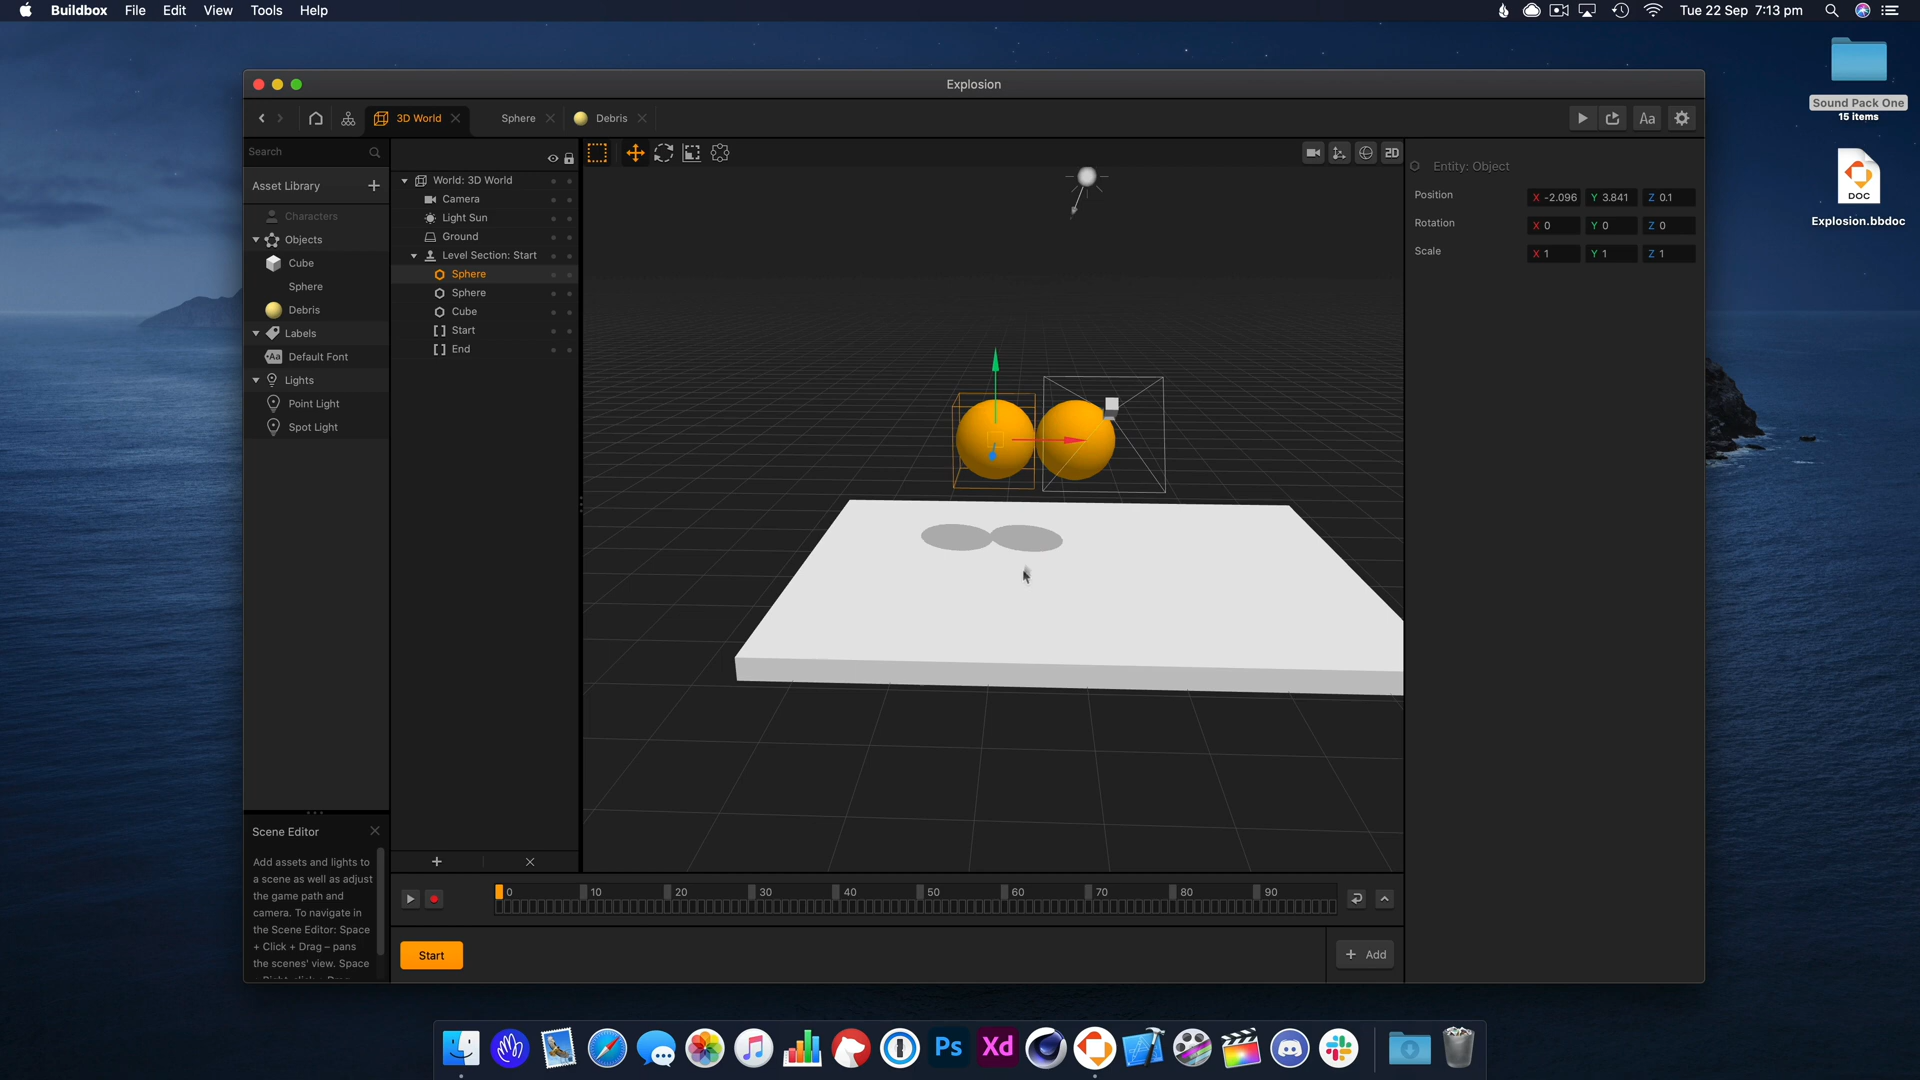 Buildbox File Edit View Tools Help
Tue 22 Sep 7:13 pm
Sound Pack One
15 items
DOC
Explosion.bbdoc
Explosion
3D World
Sphere
Debris
Aa
Search
Asset Library
Characters
Objects
Cube
Sphere
Debris
Labels
Aa Default Font
Lights
Point Light
Spot Light
World: 3D World
Camera
Light Sun
Ground
Level Section: Start
Sphere
Sphere
Cube
Start
End
2D
Entity: Object
Position X -2.096 Y 3.841 Z 0.1
Rotation X 0 Y 0 Z 0
Scale X 1 Y 1 Z 1
Scene Editor
Add assets and lights to
a scene as well as adjust
the game path and
camera. To navigate in
the Scene Editor: Space
+ Click + Drag – pans
the scenes' view. Space
0 10 20 30 40 50 60 70 80 90
Start
+ Add
Ps
Xd